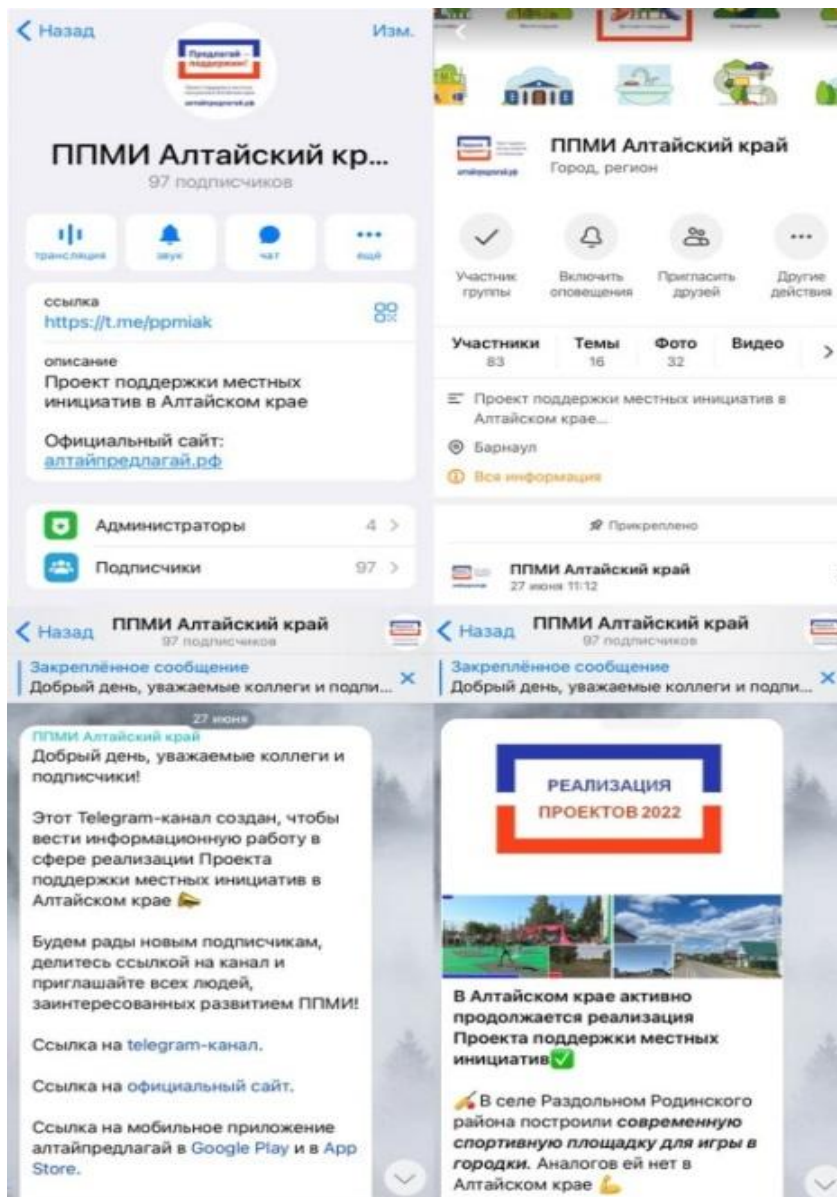 Назад
Изм.
Предлагай –
поддержим!
алтайпредлагай.рф
ППМИ Алтайский кр...
97 подписчиков
трансляция
звук
чат
ещё
ссылка
https://t.me/ppmiak
описание
Проект поддержки местных
инициатив в Алтайском крае
Официальный сайт:
алтайпредлагай.рф
Администраторы
4
Подписчики
97
ППМИ Алтайский край
Город, регион
Участник
группы
Включить
оповещения
Пригласить
друзей
Другие
действия
Участники
83
Темы
16
Фото
32
Видео
Проект поддержки местных инициатив в
Алтайском крае...
Барнаул
Вся информация
Прикреплено
ППМИ Алтайский край
27 июня 11:12
Назад
ППМИ Алтайский край
97 подписчиков
Закреплённое сообщение
Добрый день, уважаемые коллеги и подпи...
27 июня
ППМИ Алтайский край
Добрый день, уважаемые коллеги и
подписчики!
Этот Telegram-канал создан, чтобы
вести информационную работу в
сфере реализации Проекта
поддержки местных инициатив в
Алтайском крае
Будем рады новым подписчикам,
делитесь ссылкой на канал и
приглашайте всех людей,
заинтересованных развитием ППМИ!
Ссылка на telegram-канал.
Ссылка на официальный сайт.
Ссылка на мобильное приложение
алтайпредлагай в Google Play и в App
Store.
Назад
ППМИ Алтайский край
97 подписчиков
Закреплённое сообщение
Добрый день, уважаемые коллеги и подпи...
РЕАЛИЗАЦИЯ
ПРОЕКТОВ 2022
В Алтайском крае активно
продолжается реализация
Проекта поддержки местных
инициатив✅
В селе Раздольном Родинского
района построили современную
спортивную площадку для игры в
городки. Аналогов ей нет в
Алтайском крае 💪